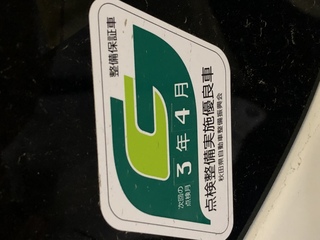 整備保証車
次回の
点検月
3年4月
点検整備実施優良車
秋田県自動車整備振興会